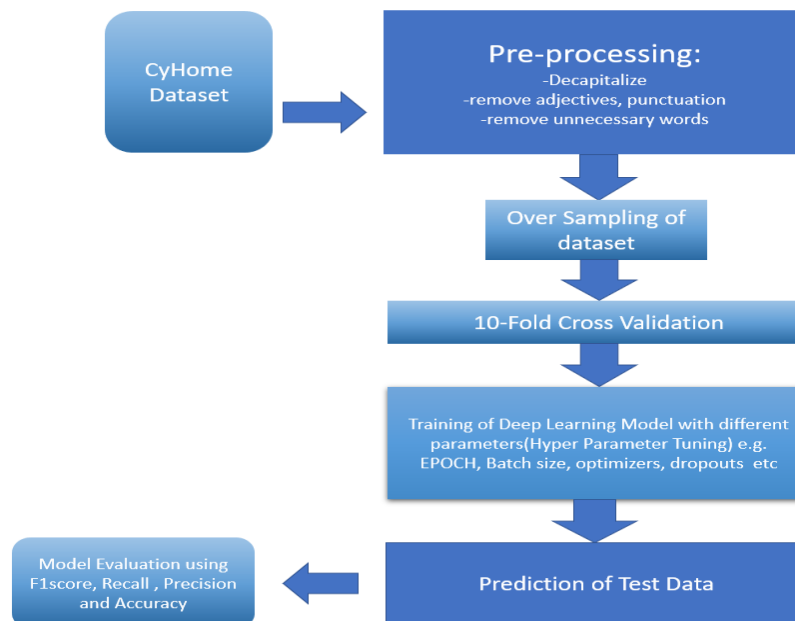 CyHome
Dataset
Pre-processing:
-Decapitalize
-remove adjectives, punctuation
-remove unnecessary words
Over Sampling of
dataset
10-Fold Cross Validation
Training of Deep Learning Model with different
parameters(Hyper Parameter Tuning) e.g.
EPOCH, Batch size, optimizers, dropouts etc
Prediction of Test Data
Model Evaluation using
F1score, Recall , Precision
and Accuracy